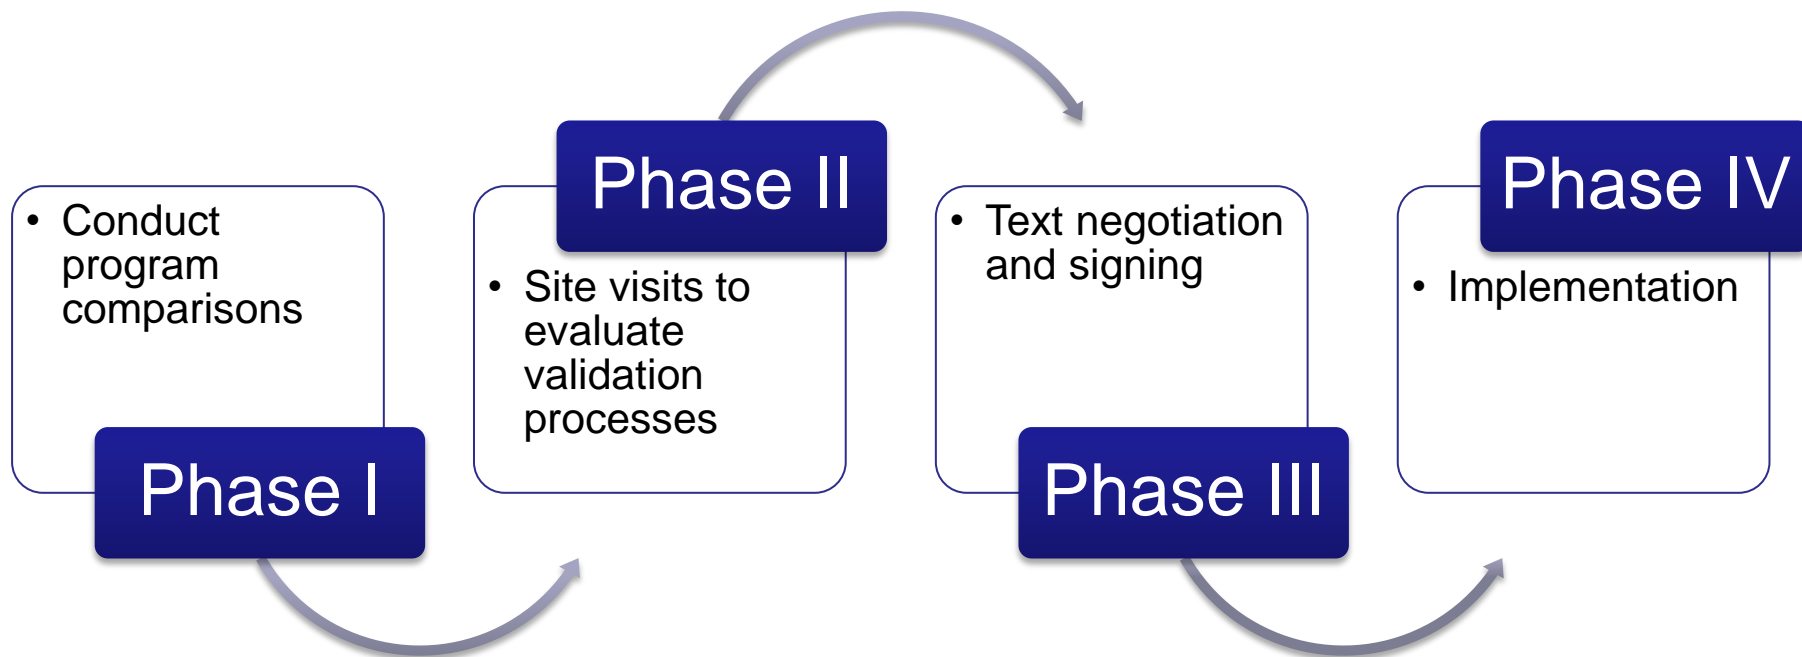 • Conduct
program
comparisons
Phase I
Phase II
• Site visits to
evaluate
validation
processes
• Text negotiation
and signing
Phase III
Phase IV
• Implementation